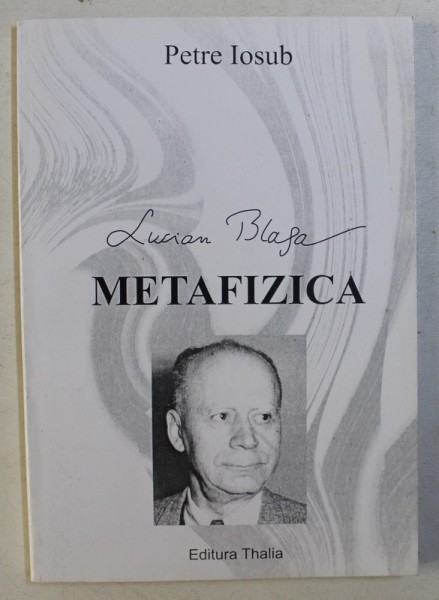 Petre Iosub
Lucian Blaga
METAFIZICA
Editura Thalia